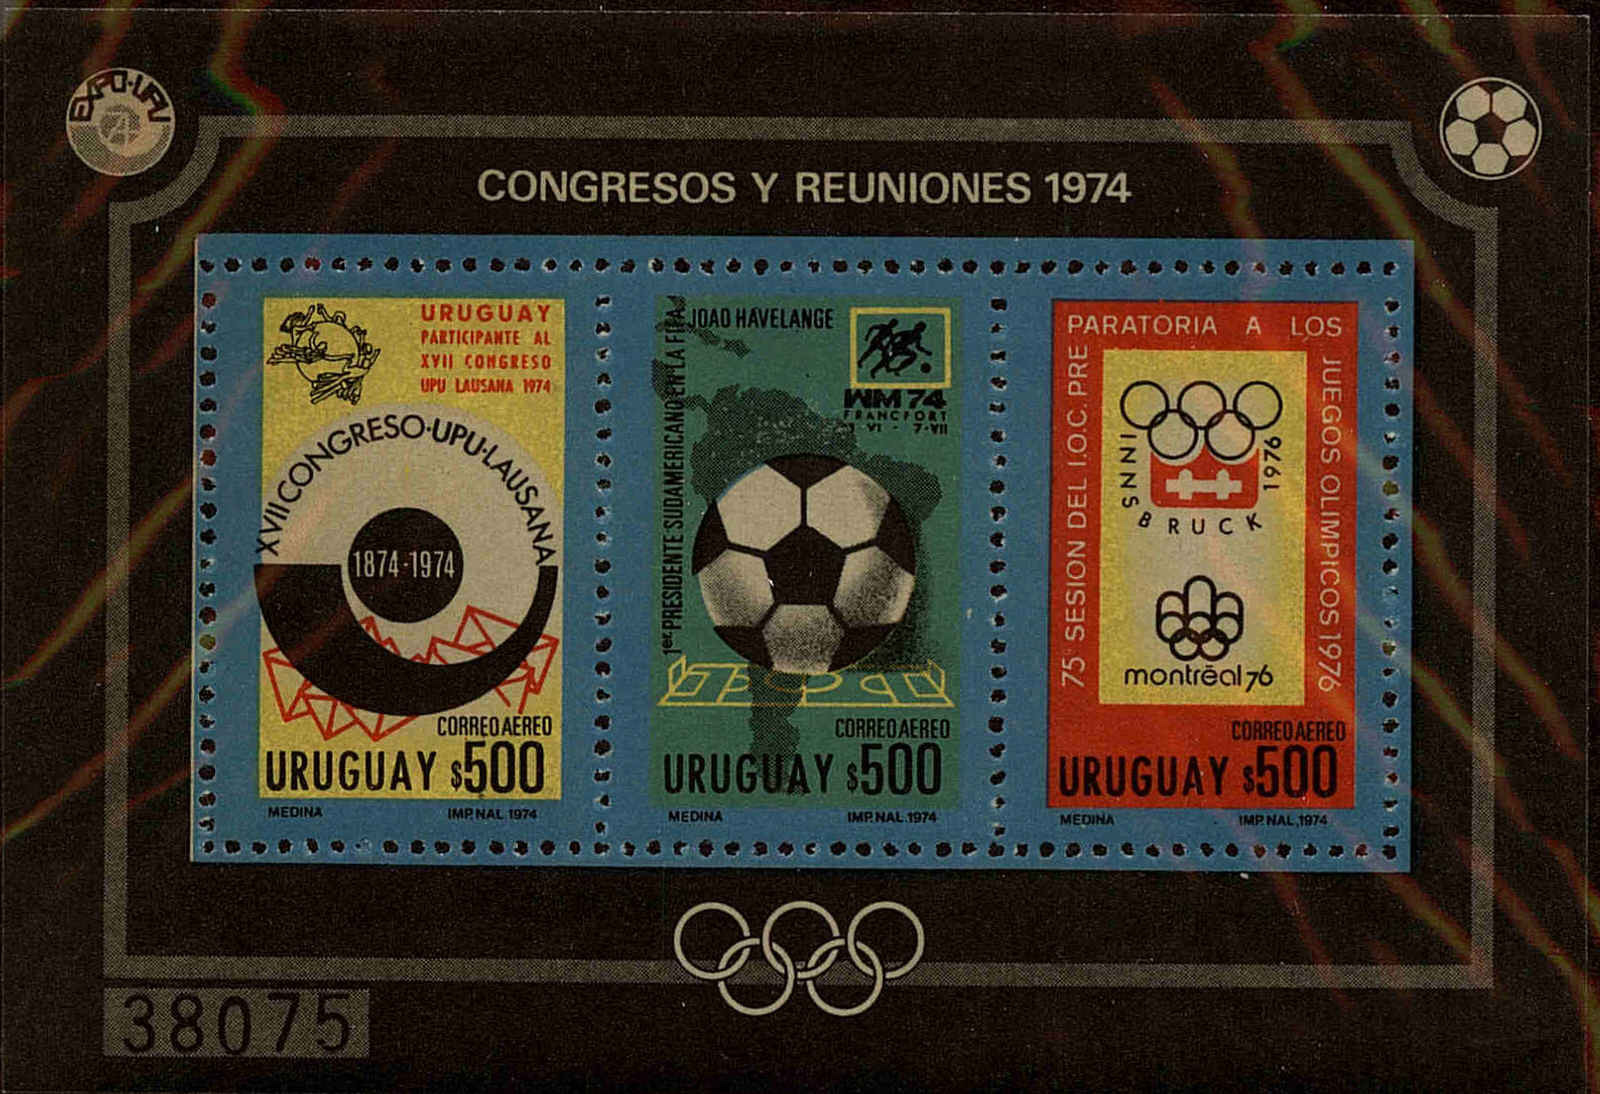 EXPO-UPU
74
CONGRESOS Y REUNIONES 1974
URUGUAY
PARTICIPANTE AL
XVII CONGRESO
UPU LAUSANA 1974
XVII CONGRESO·UPU·LAUSANA
1874-1974
CORREO AEREO
URUGUAY $500
MEDINA
IMP. NAL. 1974
1er PRESIDENTE SUDAMERICANO EN LA FIFA
JOAO HAVELANGE
WM 74
FRANCFORT
VI - 7-VII
CORREO AEREO
URUGUAY $500
MEDINA
IMP. NAL. 1974
75º SESION DEL I.O.C. PRE
PARATORIA A LOS
JUEGOS OLIMPICOS 1976
INNSBRUCK
1976
montréal 76
CORREO AEREO
URUGUAY $500
MEDINA
IMP. NAL, 1974
38075